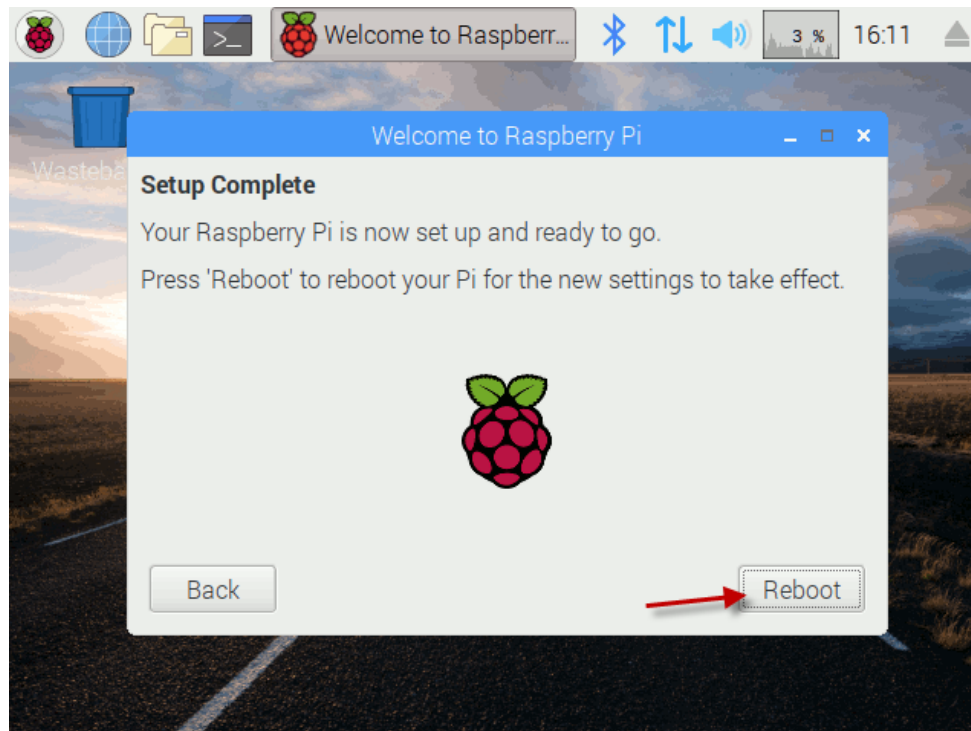 >_
Welcome to Raspberr...
3 %
16:11
Welcome to Raspberry Pi
Wasteba
Setup Complete
Your Raspberry Pi is now set up and ready to go.
Press 'Reboot' to reboot your Pi for the new settings to take effect.
Back
Reboot